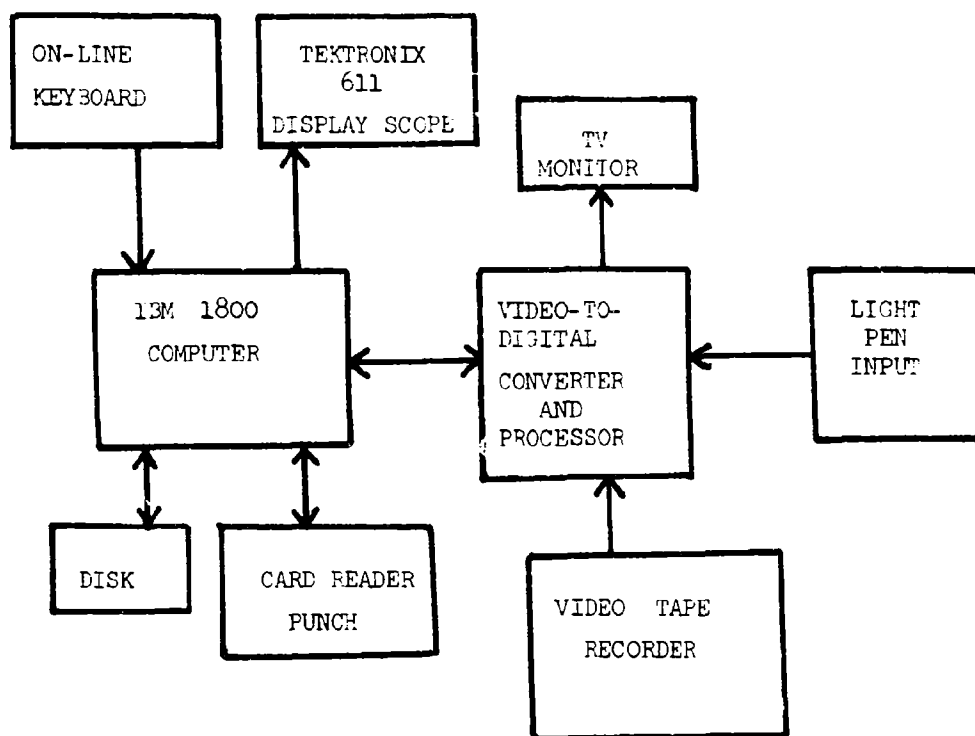 ON-LINE
KEYBOARD
TEKTRONIX
611
DISPLAY SCOPE
TV
MONITOR
IBM 1800
COMPUTER
VIDEO-TO-
DIGITAL
CONVERTER
AND
PROCESSOR
LIGHT
PEN
INPUT
DISK
CARD READER
PUNCH
VIDEO TAPE
RECORDER